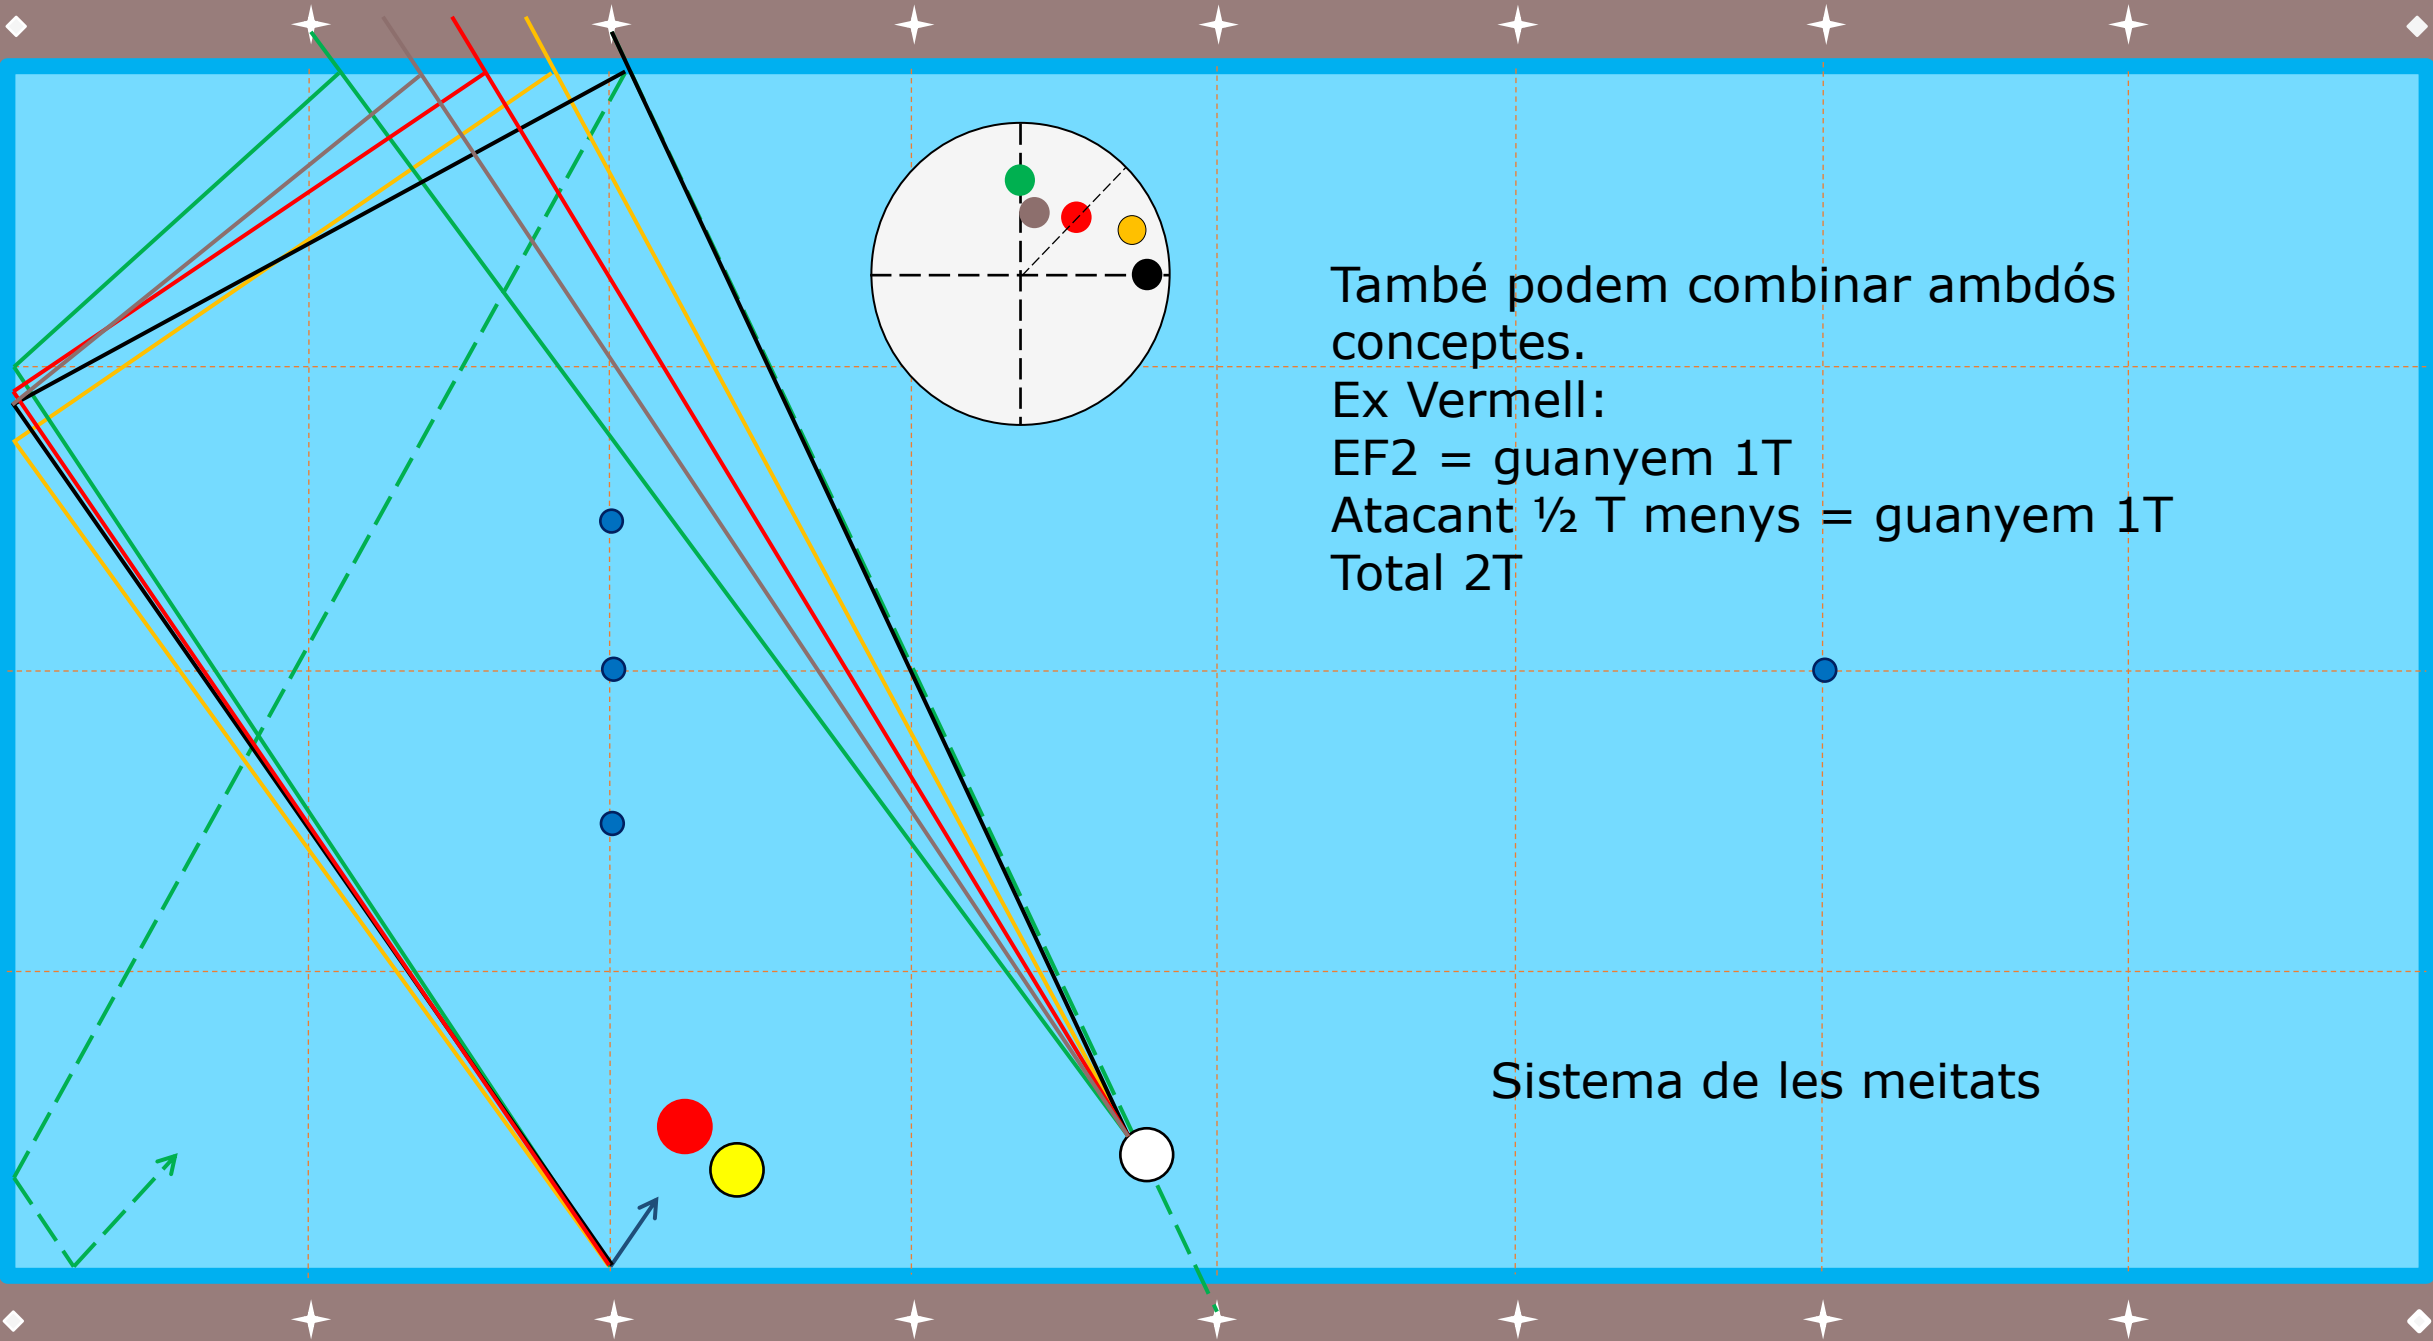 També podem combinar ambdós
conceptes.
Ex Vermell:
EF2 = guanyem 1T
Atacant ½ T menys = guanyem 1T
Total 2T
Sistema de les meitats